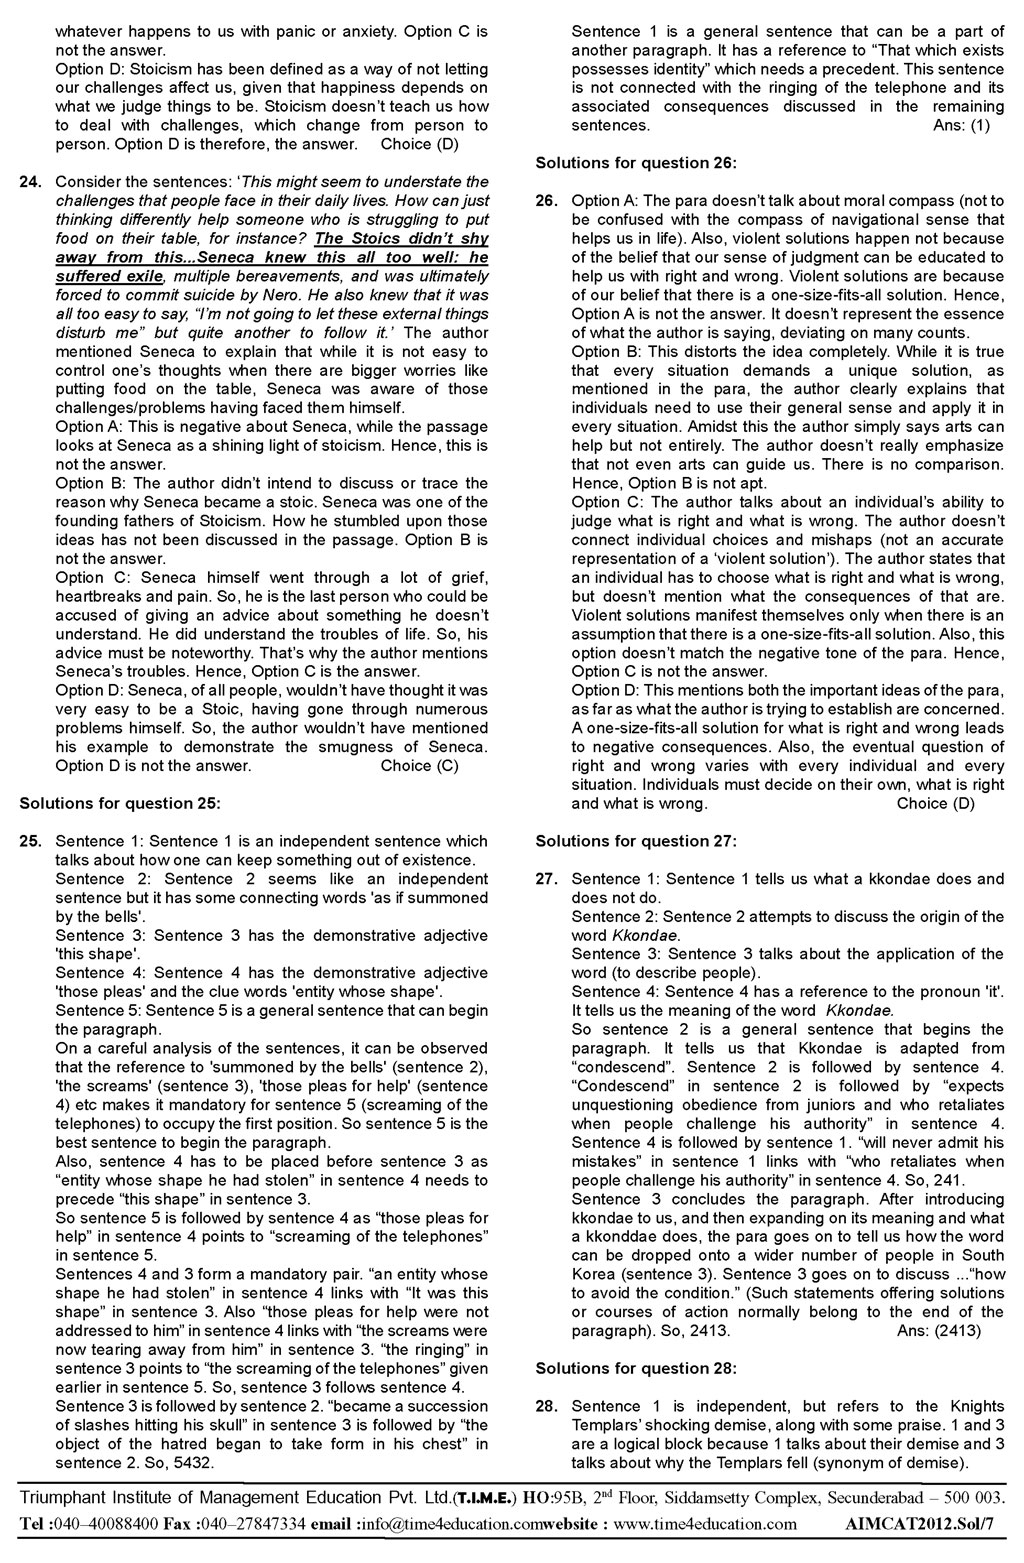 whatever happens to us with panic or anxiety. Option C is
not the answer.
Option D: Stoicism has been defined as a way of not letting
our challenges affect us, given that happiness depends on
what we judge things to be. Stoicism doesn't teach us how
to deal with challenges, which change from person to
person. Option D is therefore, the answer. Choice (D)
24. Consider the sentences: 'This might seem to understate the
challenges that people face in their daily lives. How can just
thinking differently help someone who is struggling to put
food on their table, for instance? The Stoics didn't shy
away from this...Seneca knew this all too well: he
suffered exile, multiple bereavements, and was ultimately
forced to commit suicide by Nero. He also knew that it was
all too easy to say, “I'm not going to let these external things
disturb me” but quite another to follow it.' The author
mentioned Seneca to explain that while it is not easy to
control one's thoughts when there are bigger worries like
putting food on the table, Seneca was aware of those
challenges/problems having faced them himself.
Option A: This is negative about Seneca, while the passage
looks at Seneca as a shining light of stoicism. Hence, this is
not the answer.
Option B: The author didn't intend to discuss or trace the
reason why Seneca became a stoic. Seneca was one of the
founding fathers of Stoicism. How he stumbled upon those
ideas has not been discussed in the passage. Option B is
not the answer.
Option C: Seneca himself went through a lot of grief,
heartbreaks and pain. So, he is the last person who could be
accused of giving an advice about something he doesn't
understand. He did understand the troubles of life. So, his
advice must be noteworthy. That's why the author mentions
Seneca's troubles. Hence, Option C is the answer.
Option D: Seneca, of all people, wouldn't have thought it was
very easy to be a Stoic, having gone through numerous
problems himself. So, the author wouldn't have mentioned
his example to demonstrate the smugness of Seneca.
Option D is not the answer. Choice (C)
Solutions for question 25:
25. Sentence 1: Sentence 1 is an independent sentence which
talks about how one can keep something out of existence.
Sentence 2: Sentence 2 seems like an independent
sentence but it has some connecting words 'as if summoned
by the bells'.
Sentence 3: Sentence 3 has the demonstrative adjective
'this shape'.
Sentence 4: Sentence 4 has the demonstrative adjective
'those pleas' and the clue words 'entity whose shape'.
Sentence 5: Sentence 5 is a general sentence that can begin
the paragraph.
On a careful analysis of the sentences, it can be observed
that the reference to 'summoned by the bells' (sentence 2),
'the screams' (sentence 3), 'those pleas for help' (sentence
4) etc makes it mandatory for sentence 5 (screaming of the
telephones) to occupy the first position. So sentence 5 is the
best sentence to begin the paragraph.
Also, sentence 4 has to be placed before sentence 3 as
“entity whose shape he had stolen” in sentence 4 needs to
precede “this shape” in sentence 3.
So sentence 5 is followed by sentence 4 as “those pleas for
help” in sentence 4 points to “screaming of the telephones”
in sentence 5.
Sentences 4 and 3 form a mandatory pair. “an entity whose
shape he had stolen” in sentence 4 links with “It was this
shape” in sentence 3. Also “those pleas for help were not
addressed to him” in sentence 4 links with “the screams were
now tearing away from him” in sentence 3. “the ringing” in
sentence 3 points to “the screaming of the telephones” given
earlier in sentence 5. So, sentence 3 follows sentence 4.
Sentence 3 is followed by sentence 2. “became a succession
of slashes hitting his skull” in sentence 3 is followed by “the
object of the hatred began to take form in his chest” in
sentence 2. So, 5432.
Sentence 1 is a general sentence that can be a part of
another paragraph. It has a reference to “That which exists
possesses identity” which needs a precedent. This sentence
is not connected with the ringing of the telephone and its
associated consequences discussed in the remaining
sentences. Ans: (1)
Solutions for question 26:
26. Option A: The para doesn't talk about moral compass (not to
be confused with the compass of navigational sense that
helps us in life). Also, violent solutions happen not because
of the belief that our sense of judgment can be educated to
help us with right and wrong. Violent solutions are because
of our belief that there is a one-size-fits-all solution. Hence,
Option A is not the answer. It doesn't represent the essence
of what the author is saying, deviating on many counts.
Option B: This distorts the idea completely. While it is true
that every situation demands a unique solution, as
mentioned in the para, the author clearly explains that
individuals need to use their general sense and apply it in
every situation. Amidst this the author simply says arts can
help but not entirely. The author doesn't really emphasize
that not even arts can guide us. There is no comparison.
Hence, Option B is not apt.
Option C: The author talks about an individual's ability to
judge what is right and what is wrong. The author doesn't
connect individual choices and mishaps (not an accurate
representation of a 'violent solution'). The author states that
an individual has to choose what is right and what is wrong,
but doesn't mention what the consequences of that are.
Violent solutions manifest themselves only when there is an
assumption that there is a one-size-fits-all solution. Also, this
option doesn't match the negative tone of the para. Hence,
Option C is not the answer.
Option D: This mentions both the important ideas of the para,
as far as what the author is trying to establish are concerned.
A one-size-fits-all solution for what is right and wrong leads
to negative consequences. Also, the eventual question of
right and wrong varies with every individual and every
situation. Individuals must decide on their own, what is right
and what is wrong. Choice (D)
Solutions for question 27:
27. Sentence 1: Sentence 1 tells us what a kkondae does and
does not do.
Sentence 2: Sentence 2 attempts to discuss the origin of the
word Kkondae.
Sentence 3: Sentence 3 talks about the application of the
word (to describe people).
Sentence 4: Sentence 4 has a reference to the pronoun 'it'.
It tells us the meaning of the word Kkondae.
So sentence 2 is a general sentence that begins the
paragraph. It tells us that Kkondae is adapted from
“condescend”. Sentence 2 is followed by sentence 4.
“Condescend” in sentence 2 is followed by “expects
unquestioning obedience from juniors and who retaliates
when people challenge his authority” in sentence 4.
Sentence 4 is followed by sentence 1. “will never admit his
mistakes” in sentence 1 links with “who retaliates when
people challenge his authority” in sentence 4. So, 241.
Sentence 3 concludes the paragraph. After introducing
kkondae to us, and then expanding on its meaning and what
a kkonddae does, the para goes on to tell us how the word
can be dropped onto a wider number of people in South
Korea (sentence 3). Sentence 3 goes on to discuss ...“how
to avoid the condition.” (Such statements offering solutions
or courses of action normally belong to the end of the
paragraph). So, 2413. Ans: (2413)
Solutions for question 28:
28. Sentence 1 is independent, but refers to the Knights
Templars' shocking demise, along with some praise. 1 and 3
are a logical block because 1 talks about their demise and 3
talks about why the Templars fell (synonym of demise).
Triumphant Institute of Management Education Pvt. Ltd.(T.I.M.E.) HO:95B, 2nd Floor, Siddamsetty Complex, Secunderabad – 500 003.
Tel :040–40088400 Fax :040–27847334 email :info@time4education.comwebsite : www.time4education.com AIMCAT2012.Sol/7